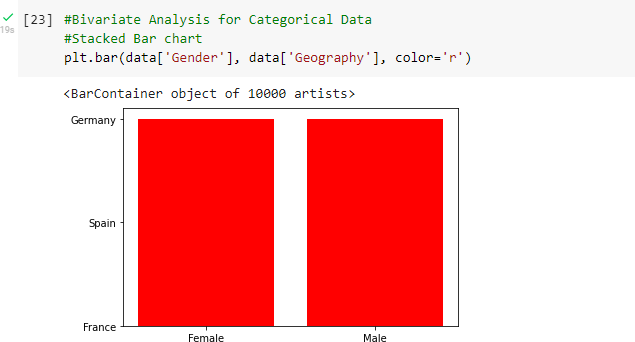 [23] #Bivariate Analysis for Categorical Data
19s
#Stacked Bar chart
plt.bar(data['Gender'], data['Geography'], color='r')
<BarContainer object of 10000 artists>
Germany
Spain
France
Female Male